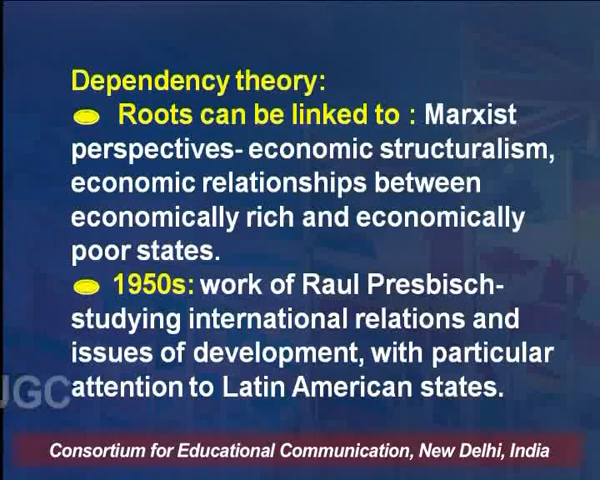 Dependency theory:
Roots can be linked to : Marxist
perspectives- economic structuralism,
economic relationships between
economically rich and economically
poor states.
1950s: work of Raul Presbisch-
studying international relations and
issues of development, with particular
attention to Latin American states.
JGC
Consortium for Educational Communication, New Delhi, India